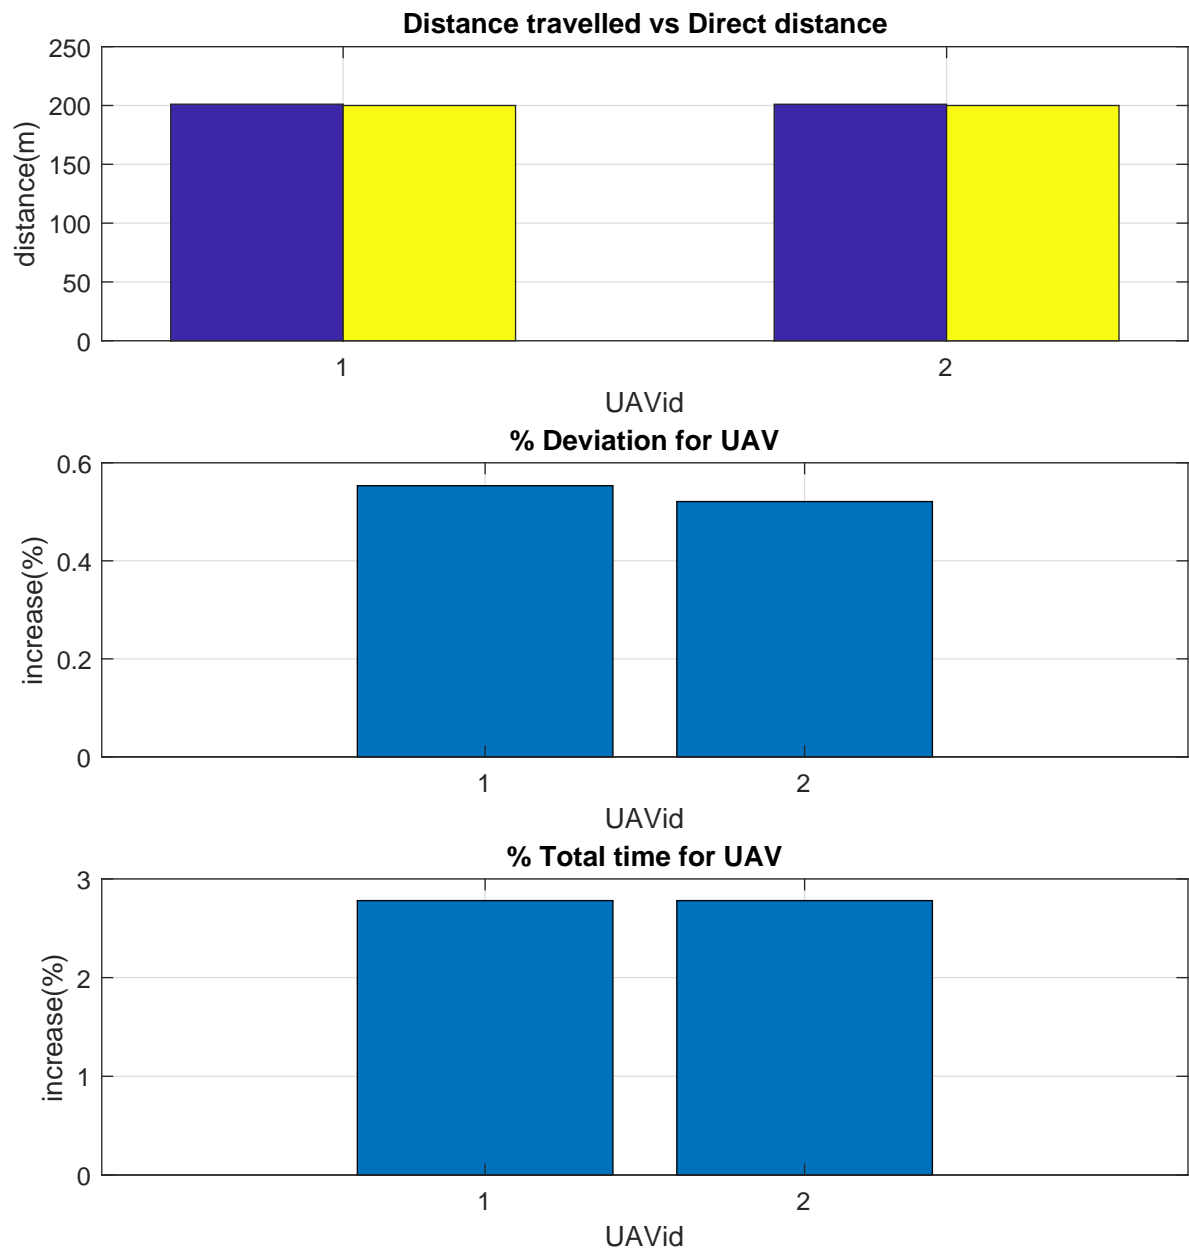 Distance travelled vs Direct distance
250
200
150
100
50
0
distance(m)
1 2
UAVid
% Deviation for UAV
0.6
0.4
0.2
0
increase(%)
1 2
UAVid
% Total time for UAV
3
2
1
0
increase(%)
1 2
UAVid